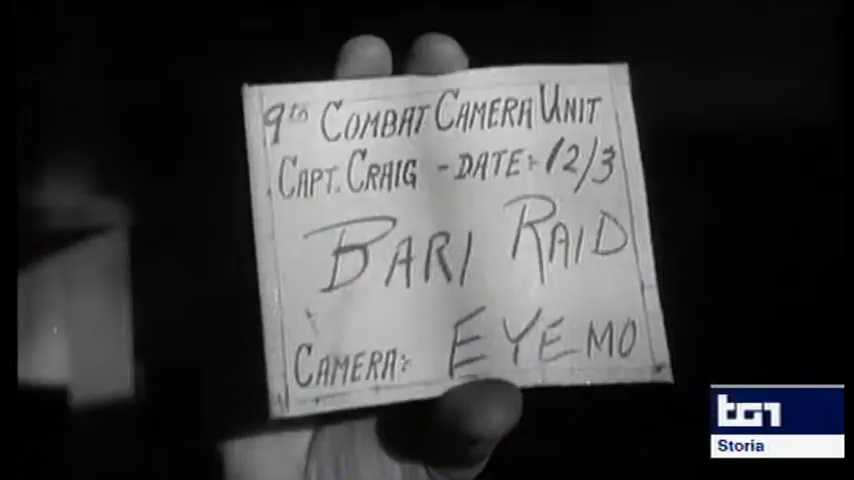 9th COMBAT CAMERA UNIT
CAPT. CRAIG - DATE:- 12/3
BARI RAID
CAMERA:- EYEMO
tg1
Storia